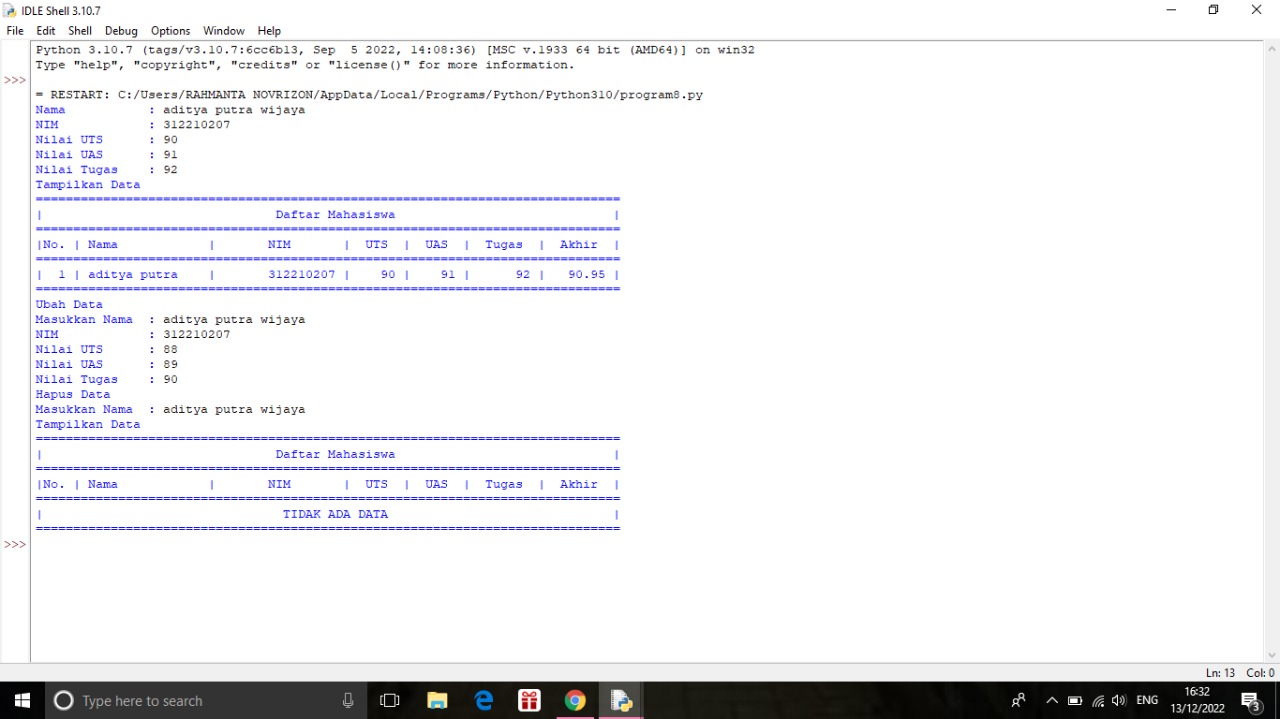 IDLE Shell 3.10.7
File Edit Shell Debug Options Window Help
Python 3.10.7 (tags/v3.10.7:6cc6b13, Sep  5 2022, 14:08:36) [MSC v.1933 64 bit (AMD64)] on win32
Type "help", "copyright", "credits" or "license()" for more information.
>>>
= RESTART: C:/Users/RAHMANTA NOVRIZON/AppData/Local/Programs/Python/Python310/program8.py
Nama           : aditya putra wijaya
NIM            : 312210207
Nilai UTS      : 90
Nilai UAS      : 91
Nilai Tugas    : 92
Tampilkan Data
==============================================================================
|                               Daftar Mahasiswa                             |
==============================================================================
|No. | Nama            |       NIM       |  UTS  |  UAS  |  Tugas  |  Akhir  |
==============================================================================
|  1 | aditya putra    |       312210207 |    90 |    91 |      92 |   90.95 |
==============================================================================
Ubah Data
Masukkan Nama  : aditya putra wijaya
NIM            : 312210207
Nilai UTS      : 88
Nilai UAS      : 89
Nilai Tugas    : 90
Hapus Data
Masukkan Nama  : aditya putra wijaya
Tampilkan Data
==============================================================================
|                               Daftar Mahasiswa                             |
==============================================================================
|No. | Nama            |       NIM       |  UTS  |  UAS  |  Tugas  |  Akhir  |
==============================================================================
|                                TIDAK ADA DATA                              |
==============================================================================
>>>
Ln: 13 Col: 0
Type here to search
ENG
16:32
13/12/2022
3